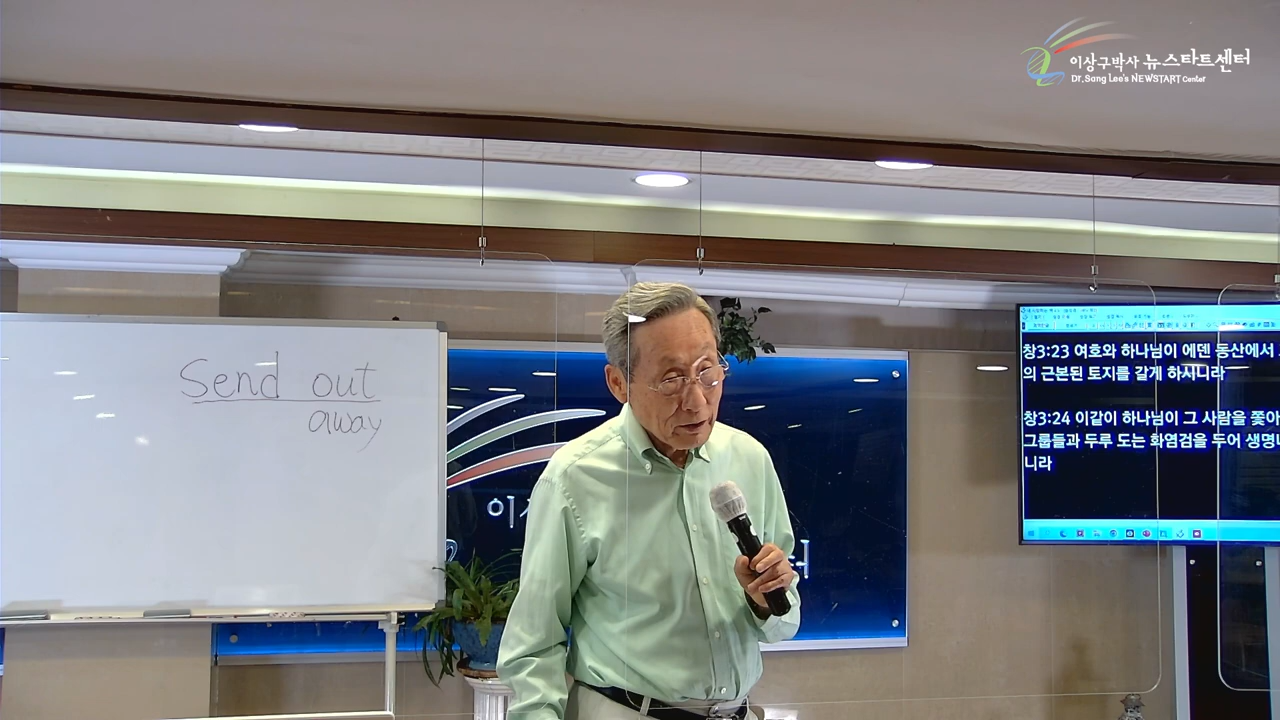 이상구박사 뉴스타트센터
Dr. Sang Lee's NEWSTART Center
Send out
away
창3:23 여호와 하나님이 에덴 동산에서
의 근본된 토지를 갈게 하시니라
창3:24 이같이 하나님이 그 사람을 쫓아
그룹들과 두루 도는 화염검을 두어 생명
니라